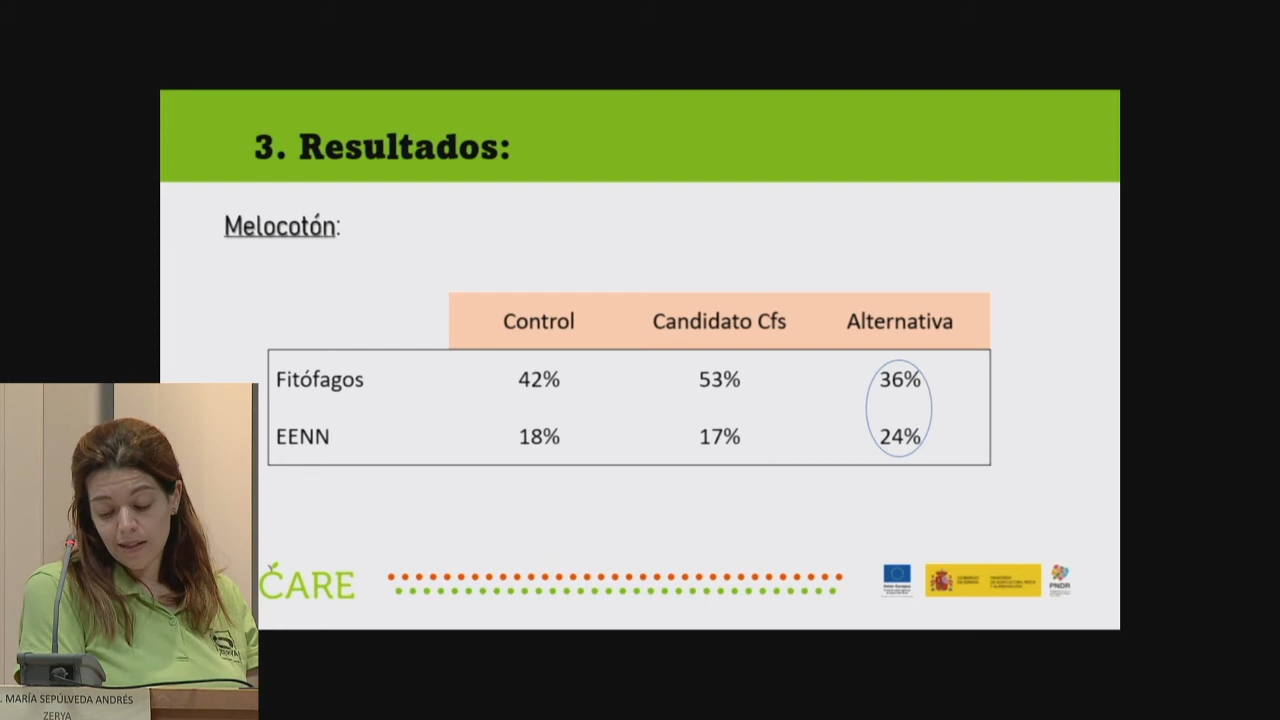 3. Resultados:
Melocotón:
Control Candidato Cfs Alternativa
Fitófagos 42% 53% 36%
EENN 18% 17% 24%
CARE
PNDR
. MARÍA SEPÚLVEDA ANDRÉS
ZERYA